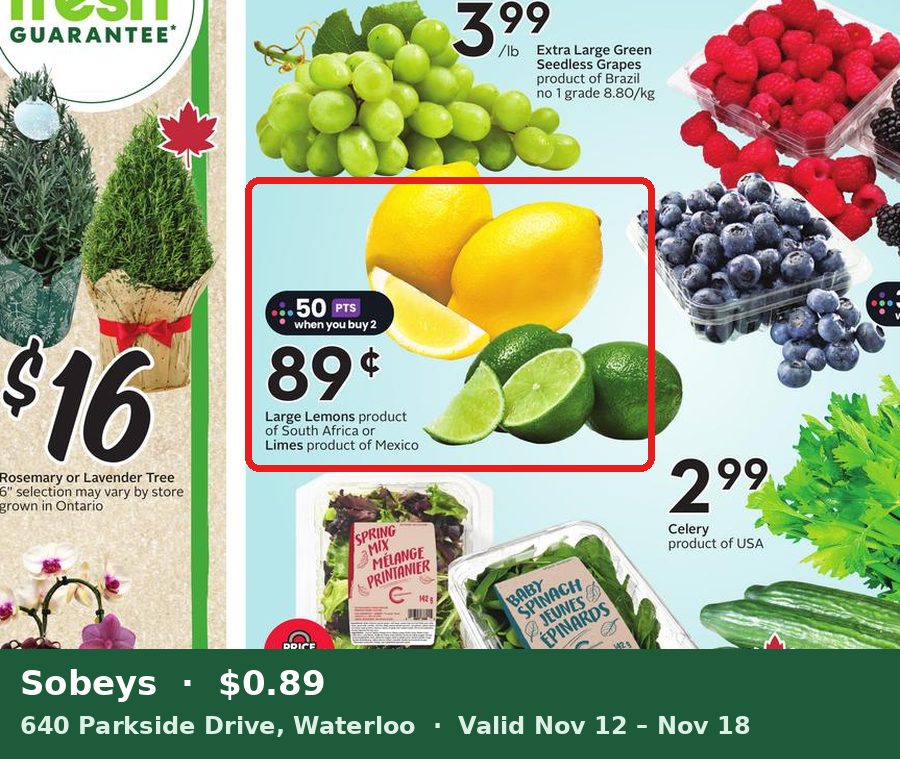 fresh
GUARANTEE*
3 99
/lb
Extra Large Green
Seedless Grapes
product of Brazil
no 1 grade 8.80/kg
50 PTS
when you buy 2
89¢
Large Lemons product
of South Africa or
Limes product of Mexico
$16
Rosemary or Lavender Tree
6" selection may vary by store
grown in Ontario
2 99
Celery
product of USA
SPRING
MIX
MÉLANGE
PRINTANIER
142 g
BABY
SPINACH
JEUNES
ÉPINARDS
142 g
PRICE
Sobeys · $0.89
640 Parkside Drive, Waterloo · Valid Nov 12 – Nov 18